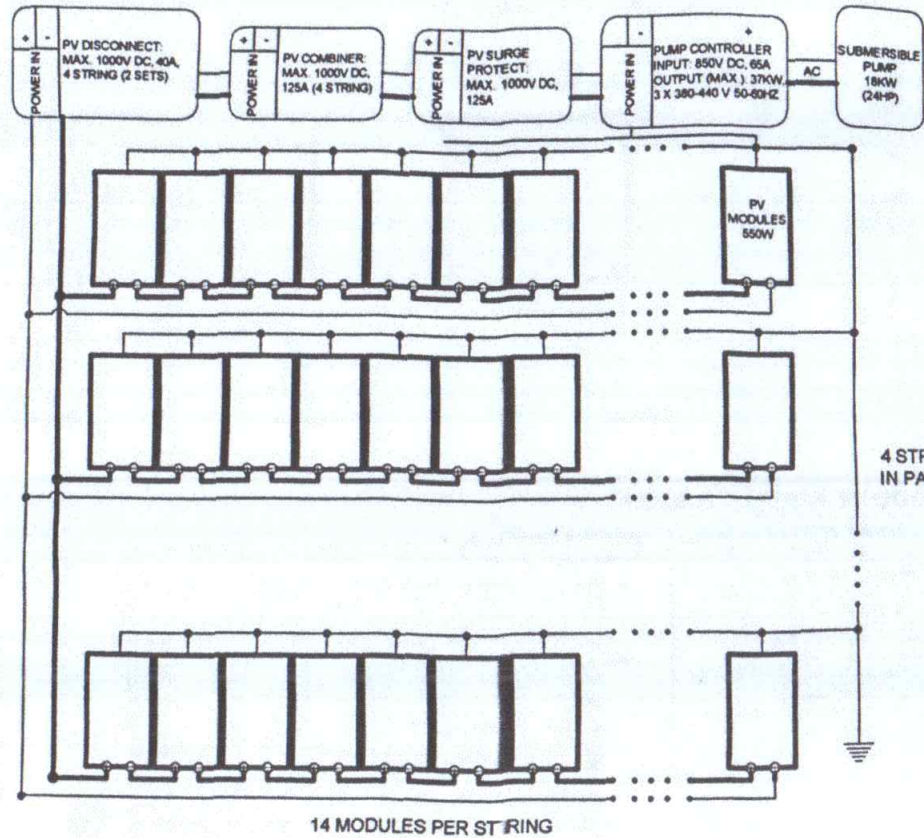 + -
POWER IN
PV DISCONNECT:
MAX. 1000V DC, 40A,
4 STRING (2 SETS)
+ -
POWER IN
PV COMBINER:
MAX. 1000V DC,
125A (4 STRING)
+ -
POWER IN
PV SURGE
PROTECT:
MAX. 1000V DC,
125A
- +
POWER IN
PUMP CONTROLLER
INPUT: 850V DC, 65A
OUTPUT (MAX.): 37KW,
3 X 380-440 V 50-60HZ
AC
SUBMERSIBLE
PUMP
18KW
(24HP)
PV
MODULES
550W
4 STR
IN PA
14 MODULES PER STRING